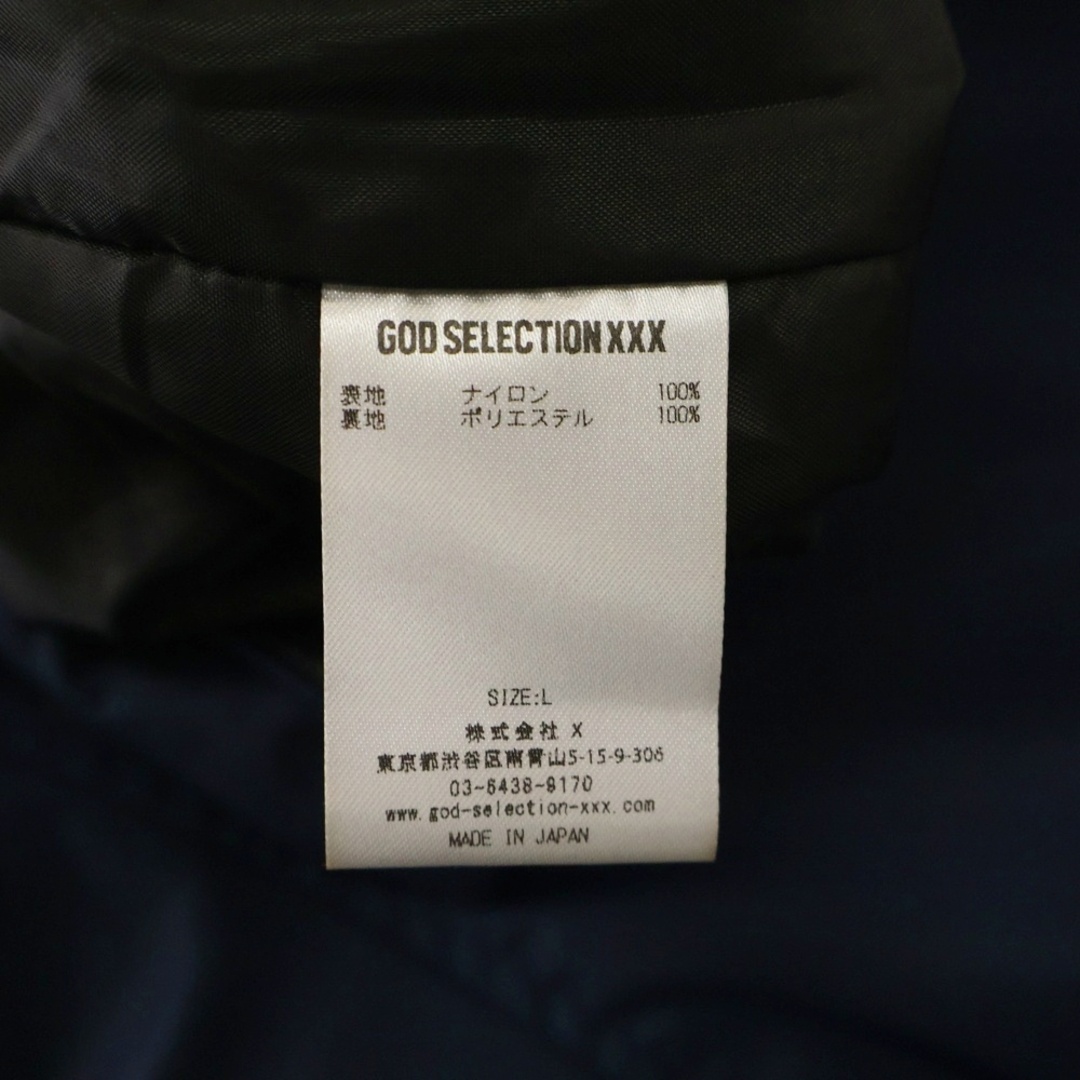 GOD SELECTION XXX
表地 ナイロン 100%
裏地 ポリエステル 100%
SIZE:L
株式会社 X
東京都渋谷区南青山5-15-9-306
03-6438-9170
www.god-selection-xxx.com
MADE IN JAPAN